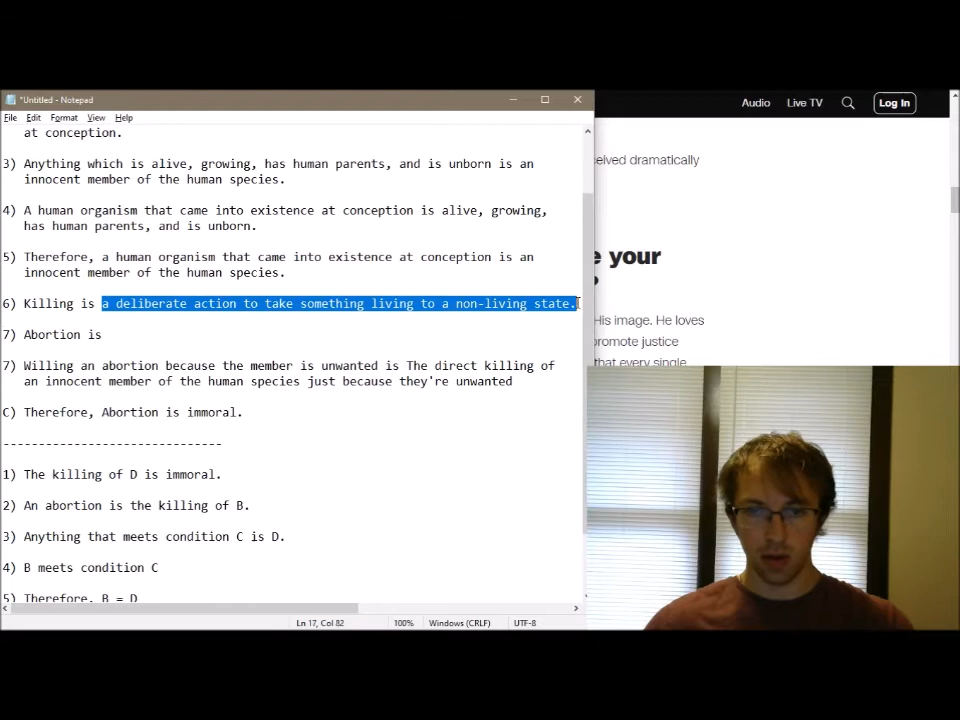 *Untitled - Notepad
File Edit Format View Help
Audio Live TV Log In
at conception.
ceived dramatically
3) Anything which is alive, growing, has human parents, and is unborn is an
innocent member of the human species.
4) A human organism that came into existence at conception is alive, growing,
has human parents, and is unborn.
5) Therefore, a human organism that came into existence at conception is an
innocent member of the human species.
e your
?
6) Killing is a deliberate action to take something living to a non-living state.
His image. He loves
promote justice
that every single
7) Abortion is
7) Willing an abortion because the member is unwanted is The direct killing of
an innocent member of the human species just because they're unwanted
C) Therefore, Abortion is immoral.
-------------------------------
1) The killing of D is immoral.
2) An abortion is the killing of B.
3) Anything that meets condition C is D.
4) B meets condition C
5) Therefore, B = D
Ln 17, Col 82 100% Windows (CRLF) UTF-8